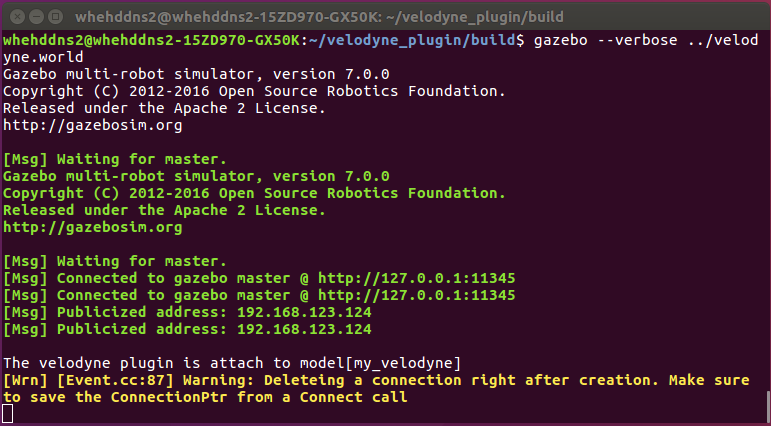 whehddns2@whehddns2-15ZD970-GX50K: ~/velodyne_plugin/build
whehddns2@whehddns2-15ZD970-GX50K:~/velodyne_plugin/build$ gazebo --verbose ../velod
yne.world
Gazebo multi-robot simulator, version 7.0.0
Copyright (C) 2012-2016 Open Source Robotics Foundation.
Released under the Apache 2 License.
http://gazebosim.org
[Msg] Waiting for master.
Gazebo multi-robot simulator, version 7.0.0
Copyright (C) 2012-2016 Open Source Robotics Foundation.
Released under the Apache 2 License.
http://gazebosim.org
[Msg] Waiting for master.
[Msg] Connected to gazebo master @ http://127.0.0.1:11345
[Msg] Connected to gazebo master @ http://127.0.0.1:11345
[Msg] Publicized address: 192.168.123.124
[Msg] Publicized address: 192.168.123.124
The velodyne plugin is attach to model[my_velodyne]
[Wrn] [Event.cc:87] Warning: Deleting a connection right after creation. Make sure
to save the ConnectionPtr from a Connect call